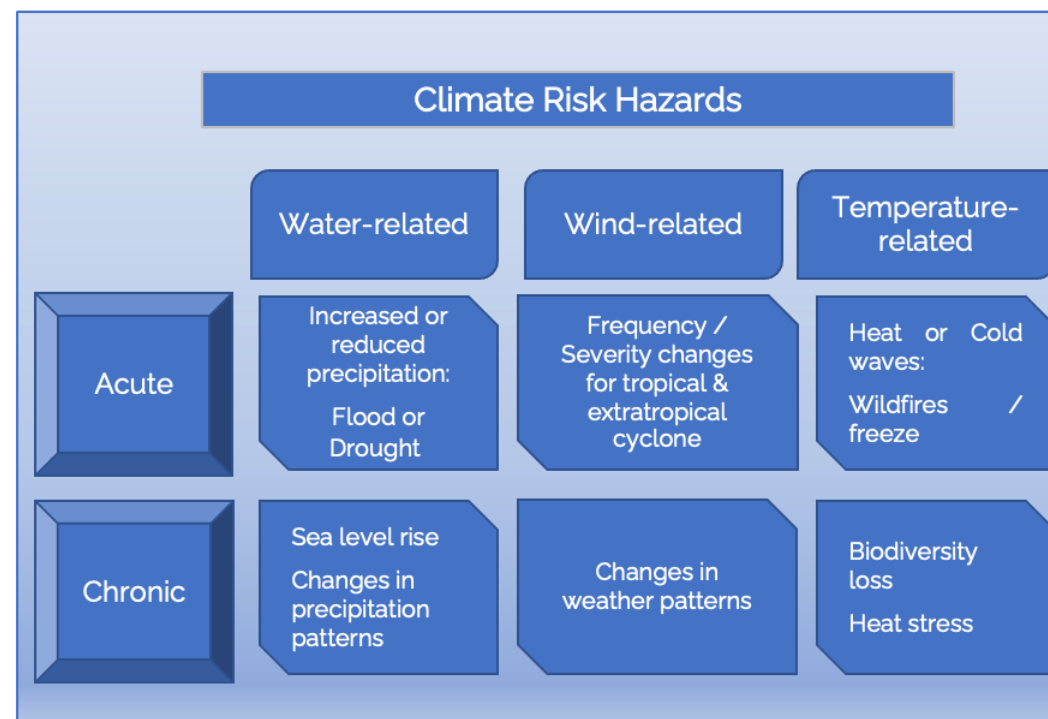 Climate Risk Hazards
Water-related
Wind-related
Temperature-
related
Acute
Increased or
reduced
precipitation:
Flood or
Drought
Frequency /
Severity changes
for tropical &
extratropical
cyclone
Heat or Cold
waves:
Wildfires /
freeze
Chronic
Sea level rise
Changes in
precipitation
patterns
Changes in
weather patterns
Biodiversity
loss
Heat stress